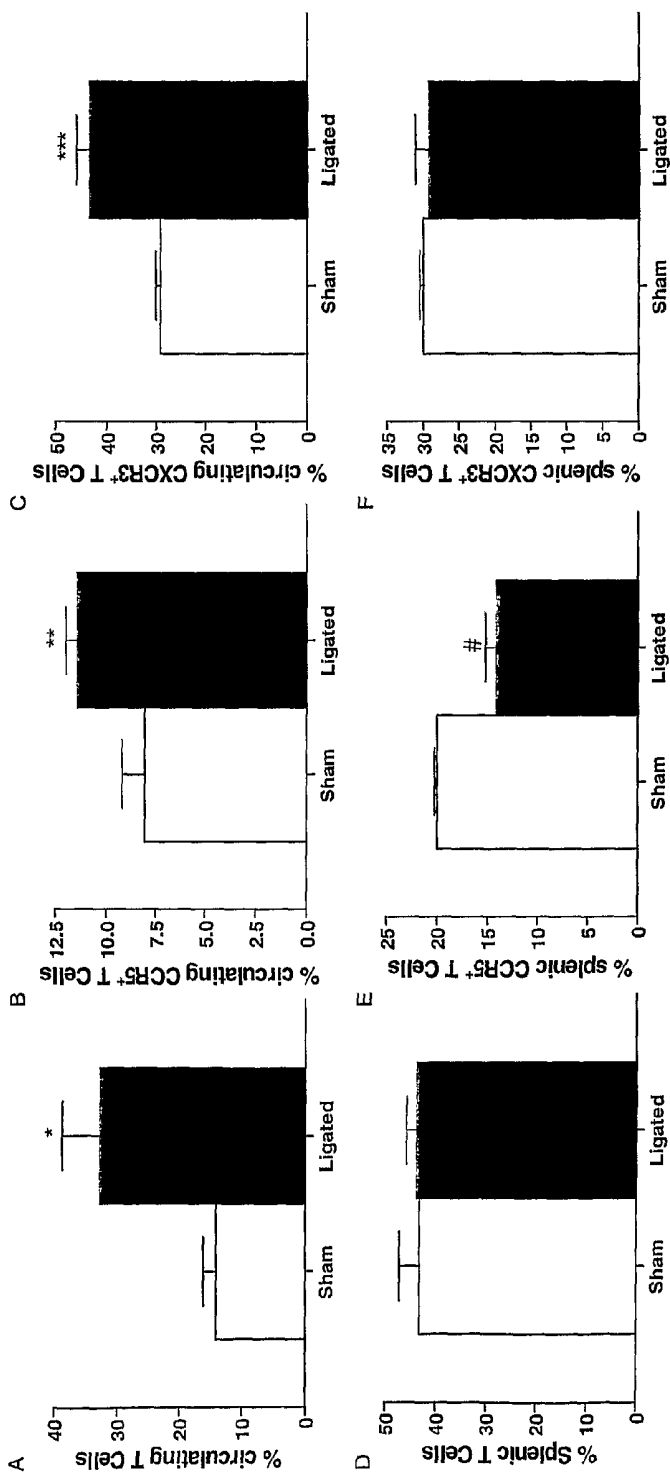 A
% circulating T Cells
40
30
20
10
0
*
Sham
Ligated
B
% circulating CCR5+ T Cells
12.5
10.0
7.5
5.0
2.5
0.0
**
Sham
Ligated
C
% circulating CXCR3+ T Cells
50
40
30
20
10
0
***
Sham
Ligated
D
% Splenic T Cells
50
40
30
20
10
0
Sham
Ligated
E
% splenic CCR5+ T Cells
25
20
15
10
5
0
#
Sham
Ligated
F
% splenic CXCR3+ T Cells
35
30
25
20
15
10
5
0
Sham
Ligated